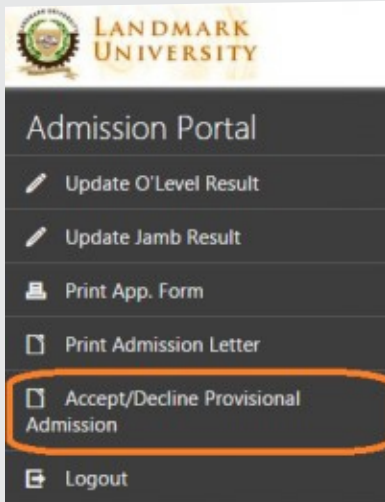 LANDMARK
UNIVERSITY
Admission Portal
Update O'Level Result
Update Jamb Result
Print App. Form
Print Admission Letter
Accept/Decline Provisional
Admission
Logout